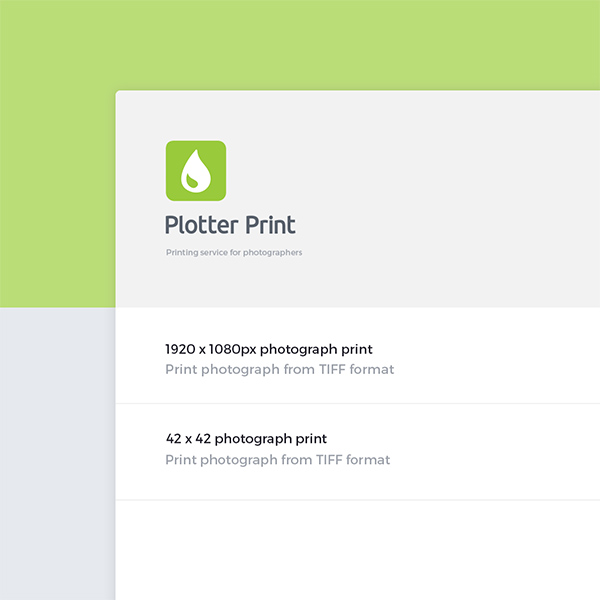 Plotter Print
Printing service for photographers
1920 x 1080px photograph print
Print photograph from TIFF format
42 x 42 photograph print
Print photograph from TIFF format